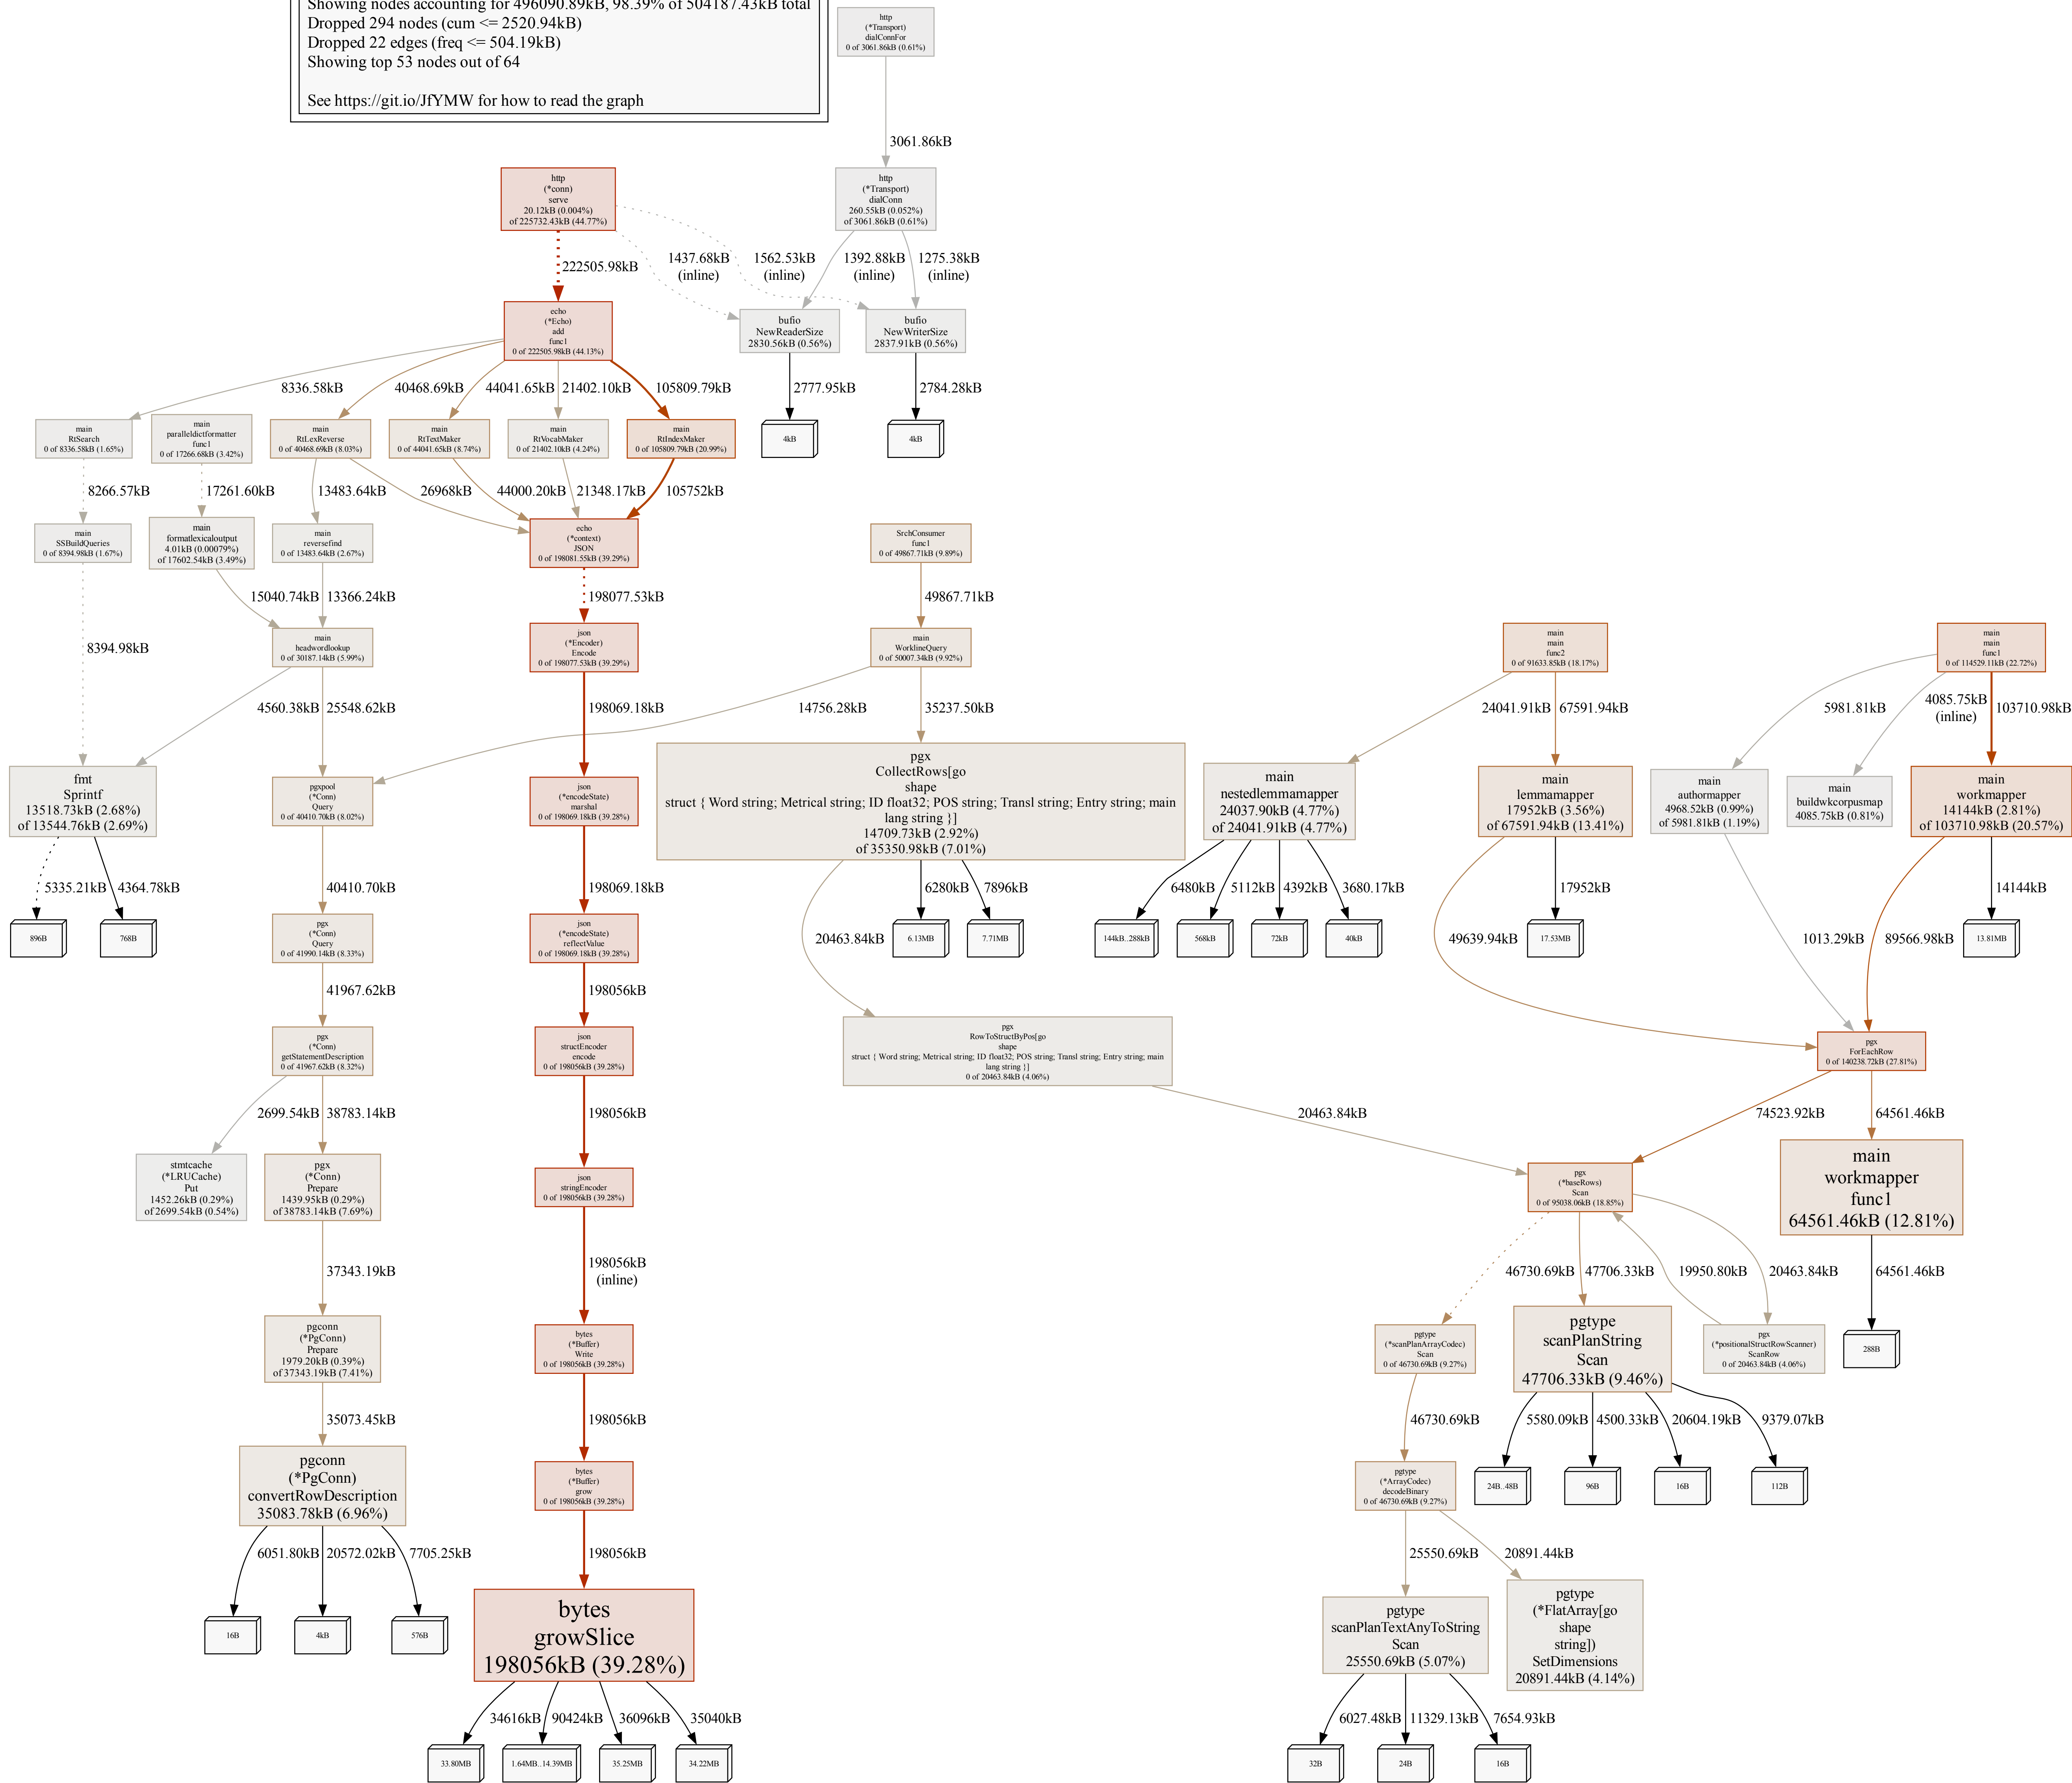 Showing nodes accounting for 496090.89kB, 98.39% of 504187.43kB total
Dropped 294 nodes (cum <= 2520.94kB)
Dropped 22 edges (freq <= 504.19kB)
Showing top 53 nodes out of 64
See https://git.io/JfYMW for how to read the graph
http
(*Transport)
dialConnFor
0 of 3061.86kB (0.61%)
3061.86kB
http
(*conn)
serve
20.12kB (0.004%)
of 225732.43kB (44.77%)
http
(*Transport)
dialConn
260.55kB (0.052%)
of 3061.86kB (0.61%)
222505.98kB
1437.68kB
(inline)
1562.53kB
(inline)
1392.88kB
(inline)
1275.38kB
(inline)
echo
(*Echo)
add
func1
0 of 222505.98kB (44.13%)
bufio
NewReaderSize
2830.56kB (0.56%)
bufio
NewWriterSize
2837.91kB (0.56%)
8336.58kB
40468.69kB
44041.65kB
21402.10kB
105809.79kB
2777.95kB
2784.28kB
main
RtSearch
0 of 8336.58kB (1.65%)
main
paralleldictformatter
func1
0 of 17266.68kB (3.42%)
main
RtLexReverse
0 of 40468.69kB (8.03%)
main
RtTextMaker
0 of 44041.65kB (8.74%)
main
RtVocabMaker
0 of 21402.10kB (4.24%)
main
RtIndexMaker
0 of 105809.79kB (20.99%)
4kB
4kB
8266.57kB
17261.60kB
13483.64kB
26968kB
44000.20kB
21348.17kB
105752kB
main
SSBuildQueries
0 of 8394.98kB (1.67%)
main
formatlexicaloutput
4.01kB (0.00079%)
of 17602.54kB (3.49%)
main
reversefind
0 of 13483.64kB (2.67%)
echo
(*context)
JSON
0 of 198081.55kB (39.29%)
SrchConsumer
func1
0 of 49867.71kB (9.89%)
15040.74kB
13366.24kB
198077.53kB
49867.71kB
8394.98kB
main
headwordlookup
0 of 30187.14kB (5.99%)
json
(*Encoder)
Encode
0 of 198077.53kB (39.29%)
main
WorklineQuery
0 of 50007.34kB (9.92%)
main
main
func2
0 of 91633.85kB (18.17%)
main
main
func1
0 of 114529.11kB (22.72%)
4560.38kB
25548.62kB
198069.18kB
14756.28kB
35237.50kB
24041.91kB
67591.94kB
5981.81kB
4085.75kB
(inline)
103710.98kB
fmt
Sprintf
13518.73kB (2.68%)
of 13544.76kB (2.69%)
pgxpool
(*Conn)
Query
0 of 40410.70kB (8.02%)
json
(*encodeState)
marshal
0 of 198069.18kB (39.28%)
pgx
CollectRows[go
shape
struct { Word string; Metrical string; ID float32; POS string; Transl string; Entry string; main
lang string }]
14709.73kB (2.92%)
of 35350.98kB (7.01%)
main
nestedlemmamapper
24037.90kB (4.77%)
of 24041.91kB (4.77%)
main
lemmamapper
17952kB (3.56%)
of 67591.94kB (13.41%)
main
authormapper
4968.52kB (0.99%)
of 5981.81kB (1.19%)
main
buildwkcorpusmap
4085.75kB (0.81%)
main
workmapper
14144kB (2.81%)
of 103710.98kB (20.57%)
5335.21kB
4364.78kB
40410.70kB
198069.18kB
20463.84kB
6280kB
7896kB
6480kB
5112kB
4392kB
3680.17kB
49639.94kB
17952kB
1013.29kB
89566.98kB
14144kB
896B
768B
pgx
(*Conn)
Query
0 of 41990.14kB (8.33%)
json
(*encodeState)
reflectValue
0 of 198069.18kB (39.28%)
6.13MB
7.71MB
144kB..288kB
568kB
72kB
40kB
17.53MB
13.81MB
41967.62kB
198056kB
pgx
(*Conn)
getStatementDescription
0 of 41967.62kB (8.32%)
json
structEncoder
encode
0 of 198056kB (39.28%)
pgx
RowToStructByPos[go
shape
struct { Word string; Metrical string; ID float32; POS string; Transl string; Entry string; main
lang string }]
0 of 20463.84kB (4.06%)
pgx
ForEachRow
0 of 140238.72kB (27.81%)
2699.54kB
38783.14kB
198056kB
20463.84kB
74523.92kB
64561.46kB
stmtcache
(*LRUCache)
Put
1452.26kB (0.29%)
of 2699.54kB (0.54%)
pgx
(*Conn)
Prepare
1439.95kB (0.29%)
of 38783.14kB (7.69%)
json
stringEncoder
0 of 198056kB (39.28%)
pgx
(*baseRows)
Scan
0 of 95038.06kB (18.85%)
main
workmapper
func1
64561.46kB (12.81%)
37343.19kB
198056kB
(inline)
46730.69kB
47706.33kB
19950.80kB
20463.84kB
64561.46kB
pgconn
(*PgConn)
Prepare
1979.20kB (0.39%)
of 37343.19kB (7.41%)
bytes
(*Buffer)
Write
0 of 198056kB (39.28%)
pgtype
(*scanPlanArrayCodec)
Scan
0 of 46730.69kB (9.27%)
pgtype
scanPlanString
Scan
47706.33kB (9.46%)
pgx
(*positionalStructRowScanner)
ScanRow
0 of 20463.84kB (4.06%)
288B
35073.45kB
198056kB
46730.69kB
5580.09kB
4500.33kB
20604.19kB
9379.07kB
pgconn
(*PgConn)
convertRowDescription
35083.78kB (6.96%)
bytes
(*Buffer)
grow
0 of 198056kB (39.28%)
pgtype
(*ArrayCodec)
decodeBinary
0 of 46730.69kB (9.27%)
24B..48B
96B
16B
112B
6051.80kB
20572.02kB
7705.25kB
198056kB
25550.69kB
20891.44kB
16B
4kB
576B
bytes
growSlice
198056kB (39.28%)
pgtype
scanPlanTextAnyToString
Scan
25550.69kB (5.07%)
pgtype
(*FlatArray[go
shape
string])
SetDimensions
20891.44kB (4.14%)
34616kB
90424kB
36096kB
35040kB
6027.48kB
11329.13kB
7654.93kB
33.80MB
1.64MB..14.39MB
35.25MB
34.22MB
32B
24B
16B